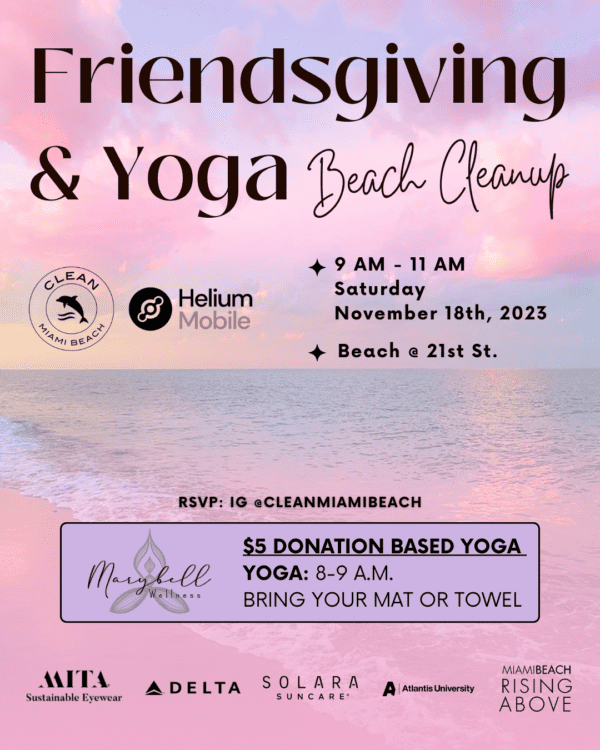 Friendsgiving
& Yoga Beach Cleanup
CLEAN
MIAMI BEACH
Helium
Mobile
9 AM - 11 AM
Saturday
November 18th, 2023
Beach @ 21st St.
RSVP: IG @CLEANMIAMIBEACH
Marybell
Wellness
$5 DONATION BASED YOGA
YOGA: 8-9 A.M.
BRING YOUR MAT OR TOWEL
MITA
Sustainable Eyewear
DELTA
SOLARA
SUNCARE
A | Atlantis University
MIAMIBEACH
RISING
ABOVE